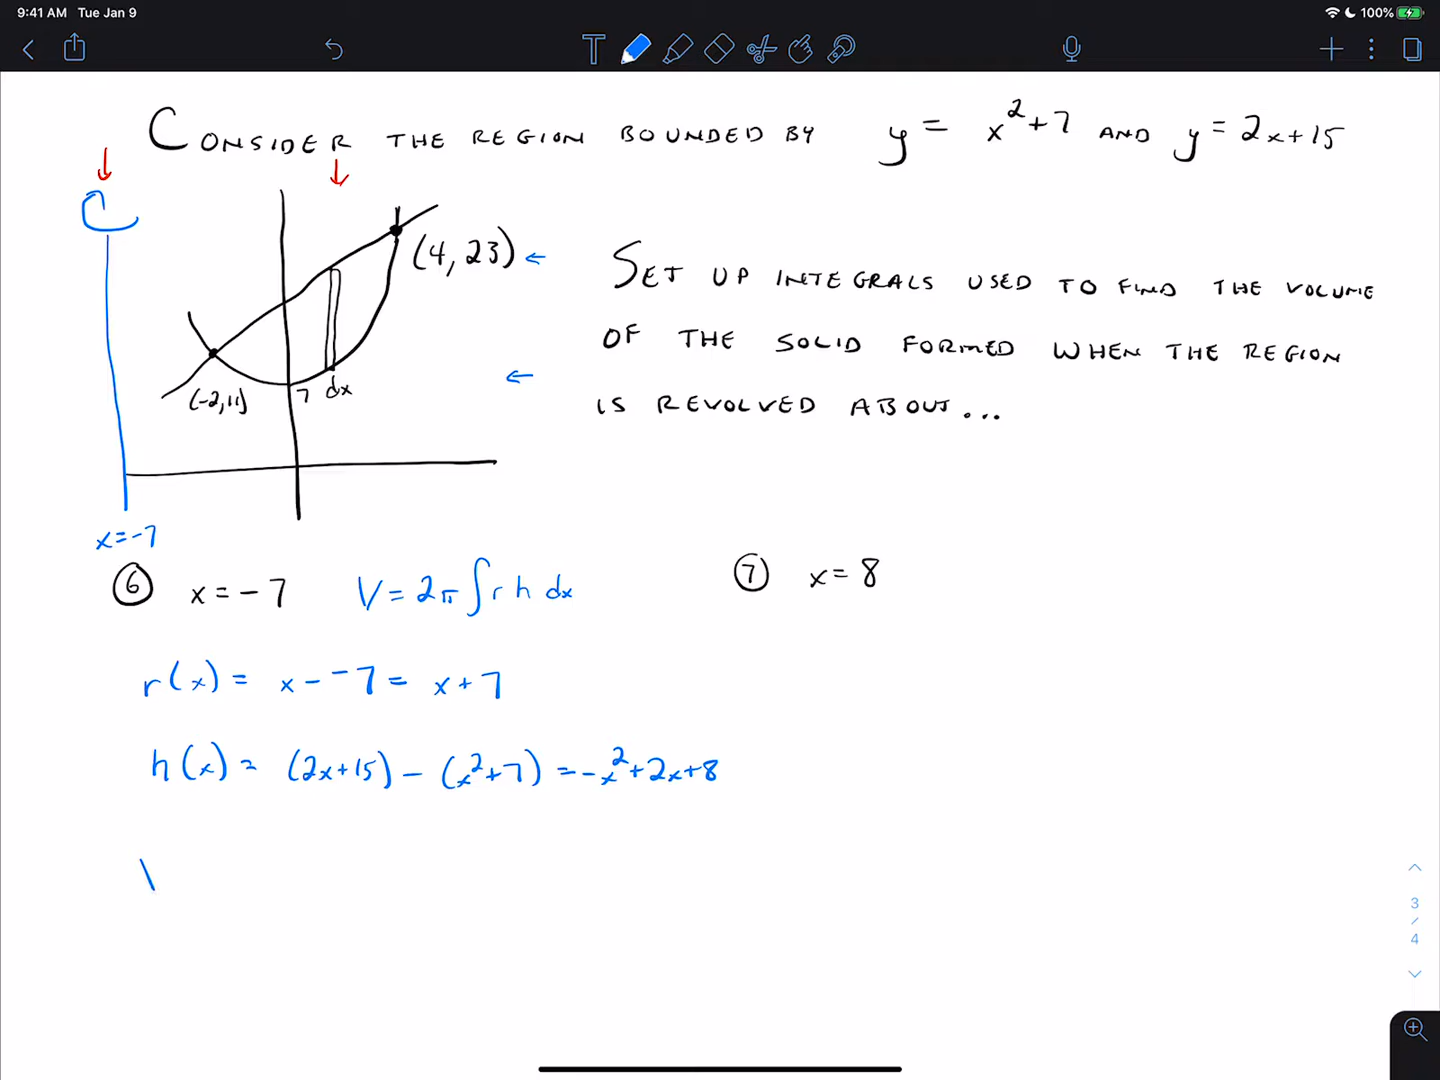 9:41 AM Tue Jan 9
100%
CONSIDER THE REGION BOUNDED BY y = x²+7 AND y = 2x+15
(4, 23)
SET UP INTEGRALS USED TO FIND THE VOLUME
OF THE SOLID FORMED WHEN THE REGION
IS REVOLVED ABOUT...
(-2,11) 7 dx
x=-7
6 x = -7 V = 2π ∫ r h dx
7 x = 8
r(x) = x - -7 = x+7
h(x) = (2x+15) - (x²+7) = -x²+2x+8
3
/
4